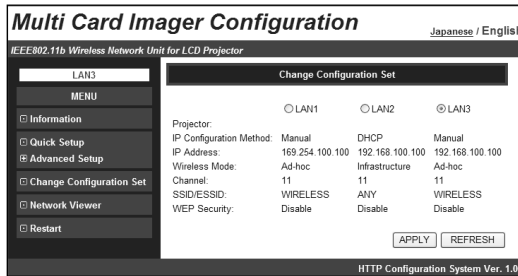 Multi Card Imager Configuration
Japanese / English
IEEE802.11b Wireless Network Unit for LCD Projector
LAN3
MENU
Information
Quick Setup
Advanced Setup
Change Configuration Set
Network Viewer
Restart
Change Configuration Set
LAN1 LAN2 LAN3
Projector:
IP Configuration Method: Manual DHCP Manual
IP Address: 169.254.100.100 192.168.100.100 192.168.100.100
Wireless Mode: Ad-hoc Infrastructure Ad-hoc
Channel: 11 11 11
SSID/ESSID: WIRELESS ANY WIRELESS
WEP Security: Disable Disable Disable
APPLY REFRESH
HTTP Configuration System Ver. 1.0